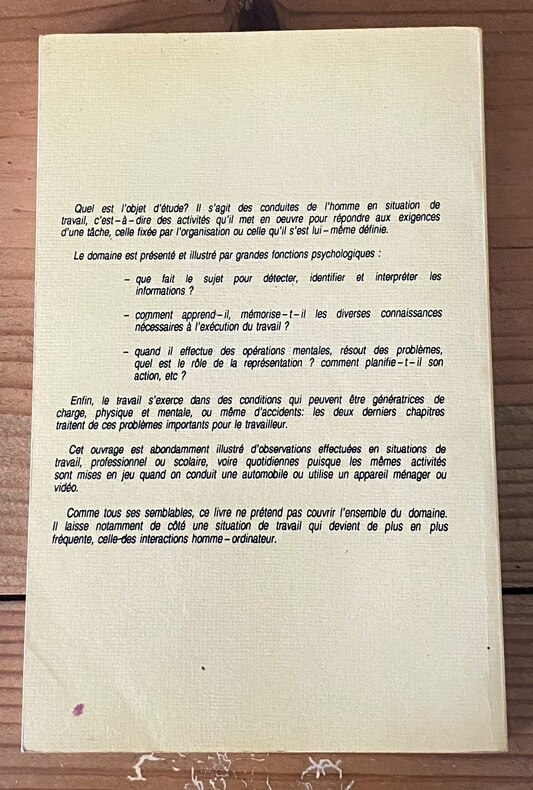 Quel est l'objet d'étude? Il s'agit des conduites de l'homme en situation de
travail, c'est-à-dire des activités qu'il met en oeuvre pour répondre aux exigences
d'une tâche, celle fixée par l'organisation ou celle qu'il s'est lui-même définie.
Le domaine est présenté et illustré par grandes fonctions psychologiques :
– que fait le sujet pour détecter, identifier et interpréter les
informations ?
– comment apprend-il, mémorise-t-il les diverses connaissances
nécessaires à l'exécution du travail ?
– quand il effectue des opérations mentales, résout des problèmes,
quel est le rôle de la représentation ? comment planifie-t-il son
action, etc ?
Enfin, le travail s'exerce dans des conditions qui peuvent être génératrices de
charge, physique et mentale, ou même d'accidents: les deux derniers chapitres
traitent de ces problèmes importants pour le travailleur.
Cet ouvrage est abondamment illustré d'observations effectuées en situations de
travail, professionnel ou scolaire, voire quotidiennes puisque les mêmes activités
sont mises en jeu quand on conduit une automobile ou utilise un appareil ménager ou
vidéo.
Comme tous ses semblables, ce livre ne prétend pas couvrir l'ensemble du domaine.
Il laisse notamment de côté une situation de travail qui devient de plus en plus
fréquente, celle des interactions homme-ordinateur.